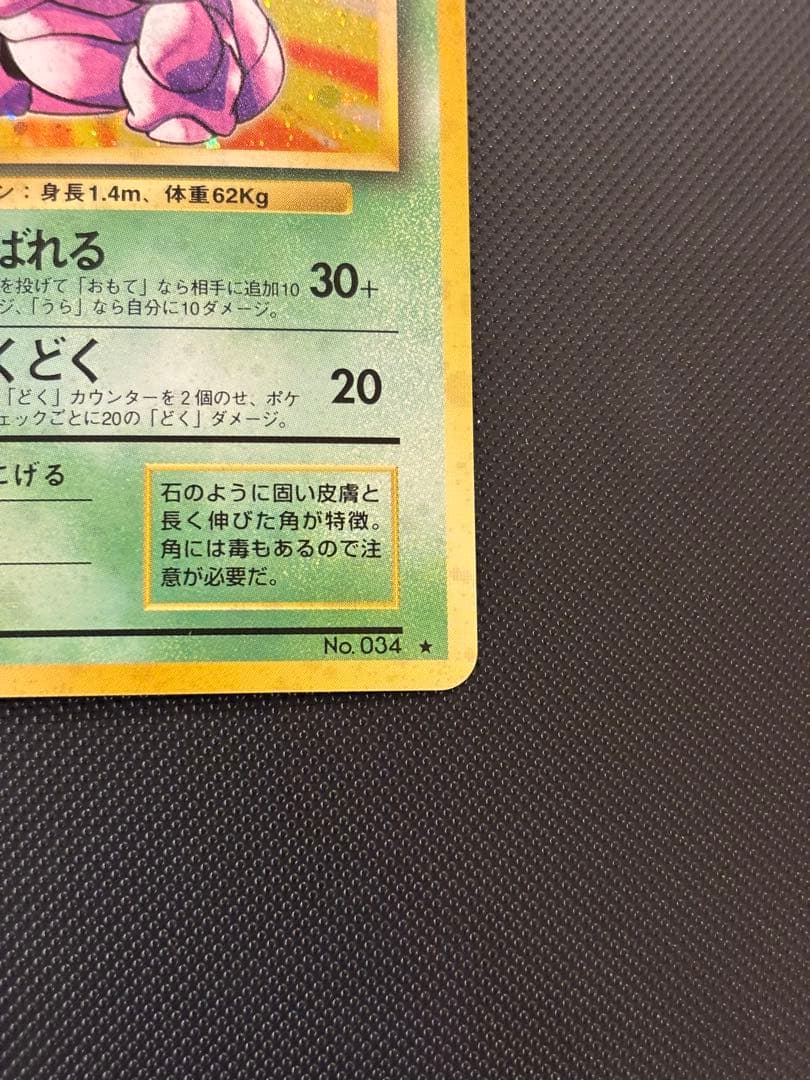 ン：身長1.4m、体重62Kg
ばれる
30+
を投げて「おもて」なら相手に追加10
ジ、「うら」なら自分に10ダメージ。
くどく
20
「どく」カウンターを2個のせ、ポケ
ェックごとに20の「どく」ダメージ。
にげる
石のように固い皮膚と
長く伸びた角が特徴。
角には毒もあるので注
意が必要だ。
No. 034 ★